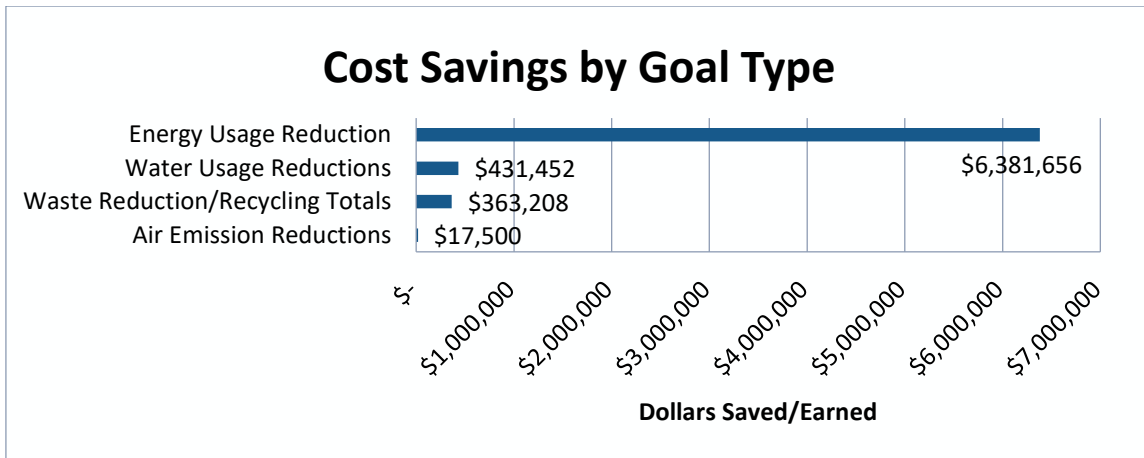 Cost Savings by Goal Type
Energy Usage Reduction
$6,381,656
Water Usage Reductions
$431,452
Waste Reduction/Recycling Totals
$363,208
Air Emission Reductions
$17,500
$-
$1,000,000
$2,000,000
$3,000,000
$4,000,000
$5,000,000
$6,000,000
$7,000,000
Dollars Saved/Earned